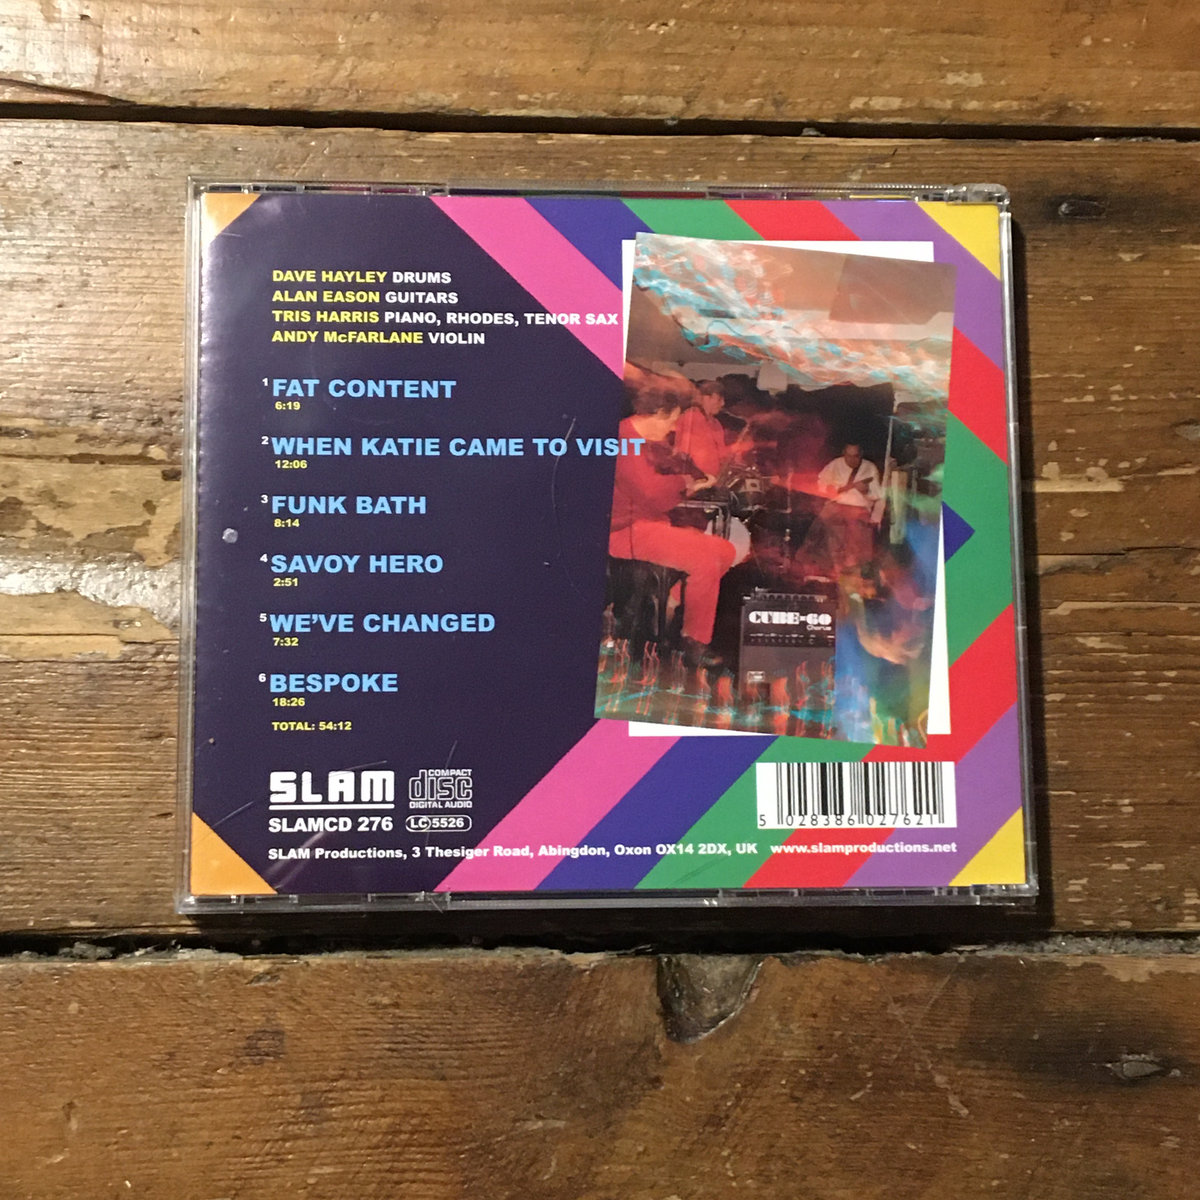 DAVE HAYLEY DRUMS
ALAN EASON GUITARS
TRIS HARRIS PIANO, RHODES, TENOR SAX
ANDY McFARLANE VIOLIN
1 FAT CONTENT
6:19
2 WHEN KATIE CAME TO VISIT
12:06
3 FUNK BATH
8:14
4 SAVOY HERO
2:51
5 WE'VE CHANGED
7:32
6 BESPOKE
18:26
TOTAL: 54:12
CUBE-60
Chorus
SLAM
COMPACT
disc
DIGITAL AUDIO
SLAMCD 276
LC 5526
5 028386 027621
SLAM Productions, 3 Thesiger Road, Abingdon, Oxon OX14 2DX, UK www.slamproductions.net